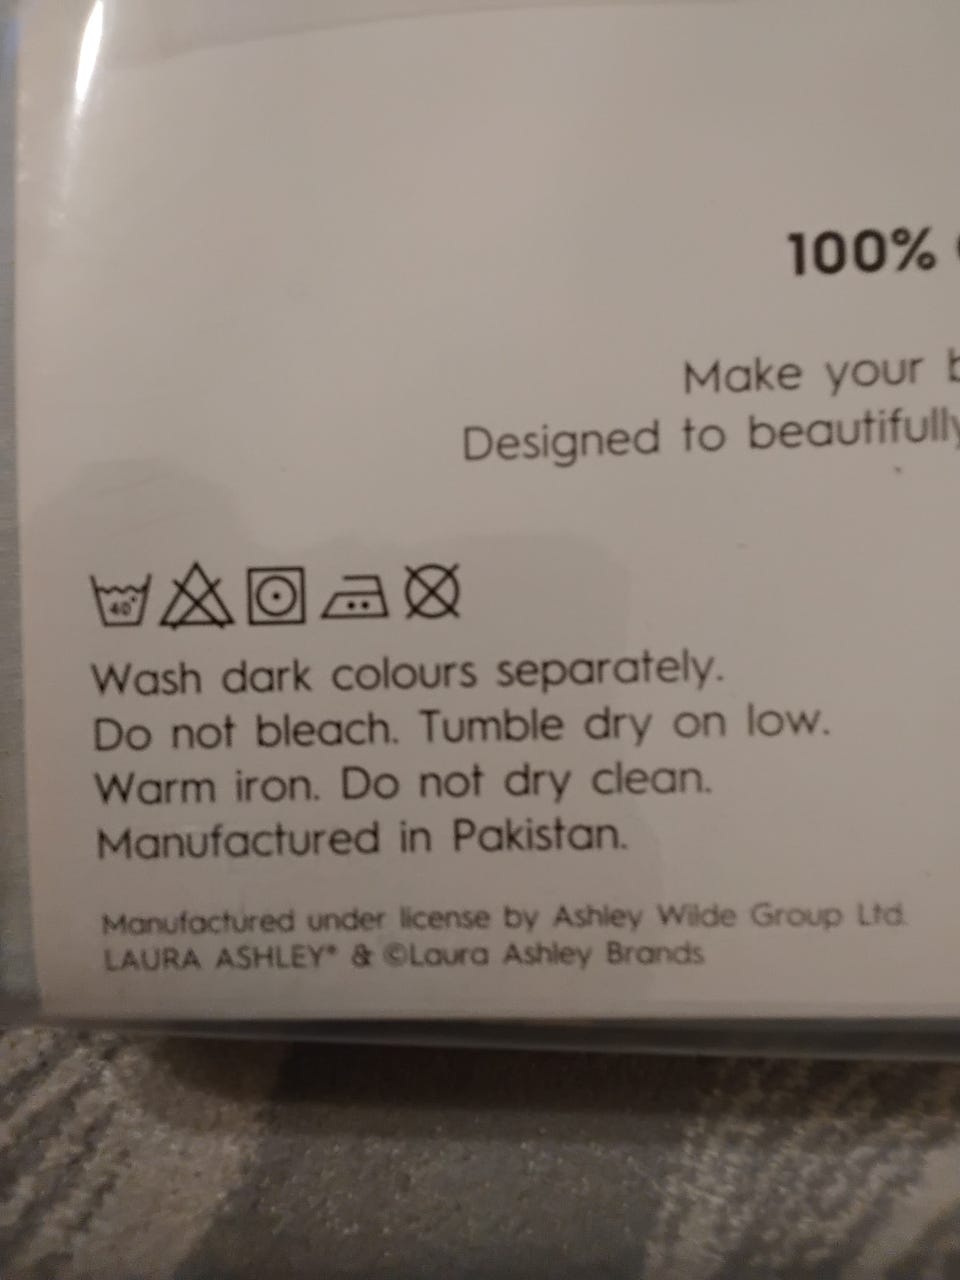 100%
Make your
Designed to beautifully
40°
Wash dark colours separately.
Do not bleach. Tumble dry on low.
Warm iron. Do not dry clean.
Manufactured in Pakistan.
Manufactured under license by Ashley Wilde Group Ltd.
LAURA ASHLEY® & ©Laura Ashley Brands